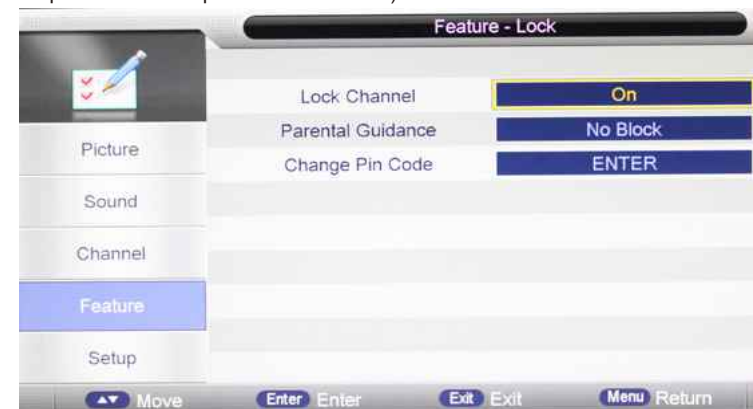 Feature - Lock
Lock Channel On
Parental Guidance No Block
Change Pin Code ENTER
Picture
Sound
Channel
Feature
Setup
Move Enter Enter Exit Exit Menu Return